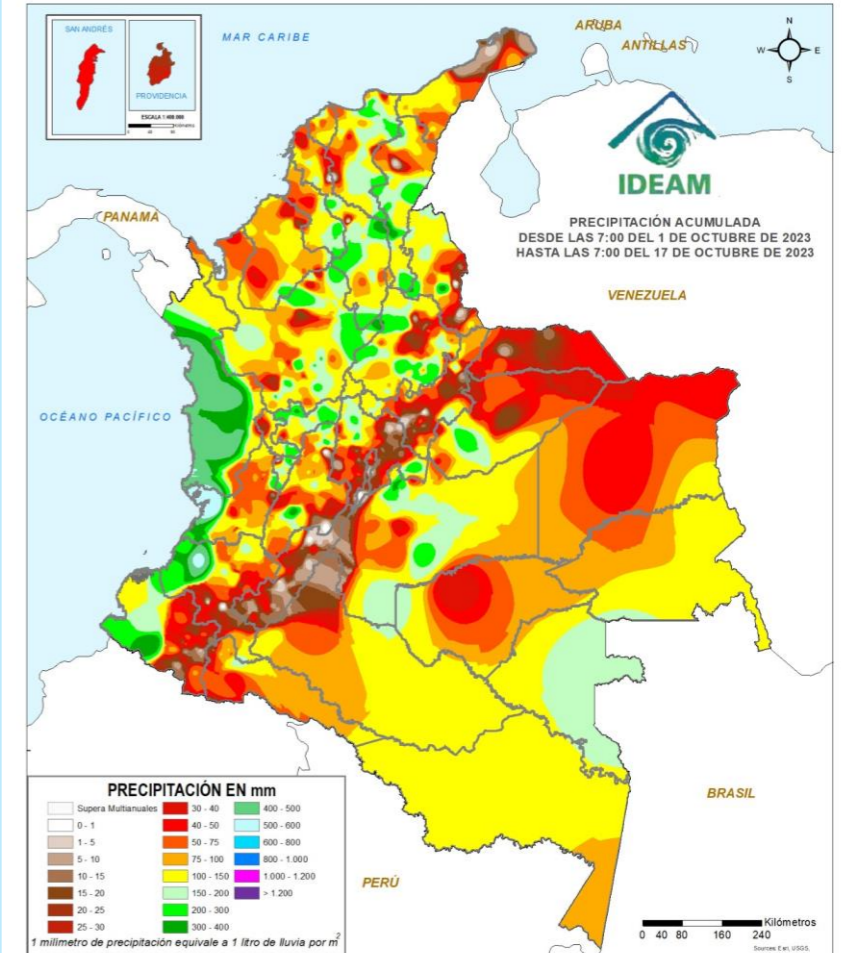 SAN ANDRÉS
PROVIDENCIA
ESCALA 1:400.000
Kilómetros
MAR CARIBE
ARUBA
ANTILLAS
N
W
E
S
IDEAM
PRECIPITACIÓN ACUMULADA
DESDE LAS 7:00 DEL 1 DE OCTUBRE DE 2023
HASTA LAS 7:00 DEL 17 DE OCTUBRE DE 2023
PANAMÁ
VENEZUELA
OCÉANO PACÍFICO
BRASIL
PERÚ
PRECIPITACIÓN EN mm
Supera Multianuales
0 - 1
1 - 5
5 - 10
10 - 15
15 - 20
20 - 25
25 - 30
30 - 40
40 - 50
50 - 75
75 - 100
100 - 150
150 - 200
200 - 300
300 - 400
400 - 500
500 - 600
600 - 800
800 - 1.000
1.000 - 1.200
> 1.200
1 milimetro de precipitación equivale a 1 litro de lluvia por m²
Kilómetros
0 40 80 160 240
Sources: Esri, USGS,